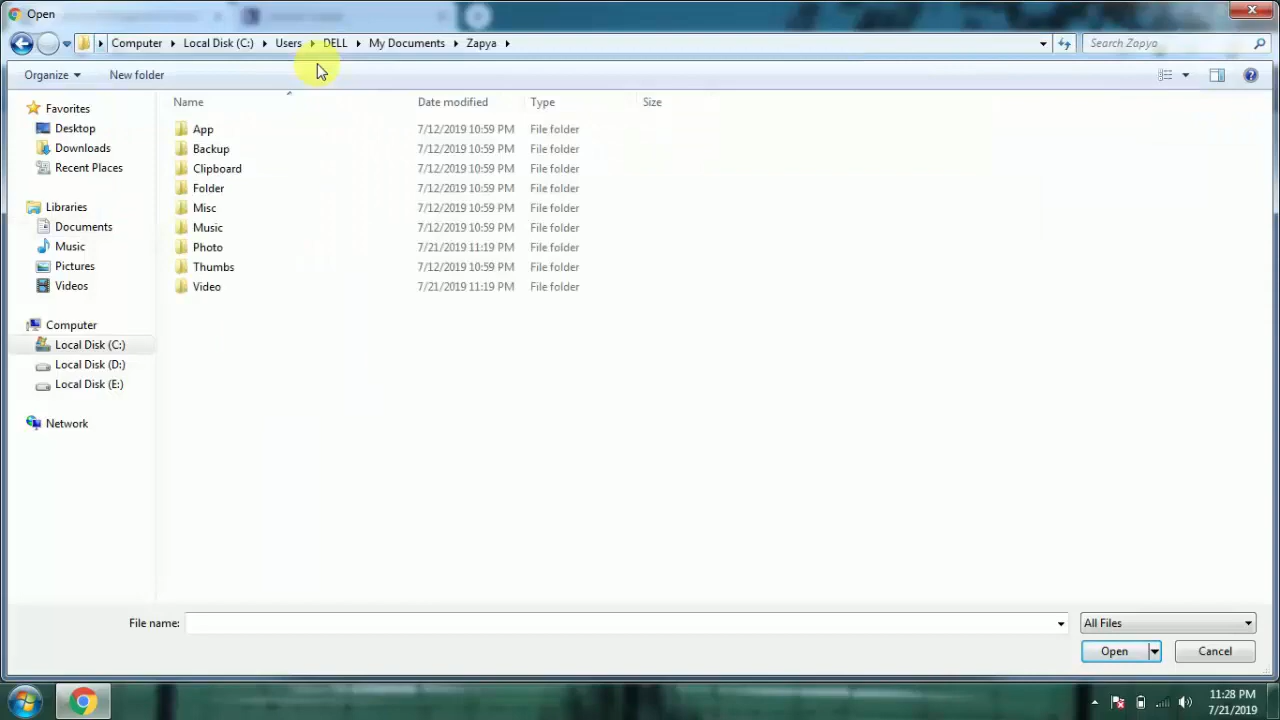 Open
Computer Local Disk (C:) Users DELL My Documents Zapya Search Zapya
Organize New folder
Name Date modified Type Size
Favorites
Desktop
Downloads
Recent Places
Libraries
Documents
Music
Pictures
Videos
Computer
Local Disk (C:)
Local Disk (D:)
Local Disk (E:)
Network
App 7/12/2019 10:59 PM File folder
Backup 7/12/2019 10:59 PM File folder
Clipboard 7/12/2019 10:59 PM File folder
Folder 7/12/2019 10:59 PM File folder
Misc 7/12/2019 10:59 PM File folder
Music 7/12/2019 10:59 PM File folder
Photo 7/21/2019 11:19 PM File folder
Thumbs 7/12/2019 10:59 PM File folder
Video 7/21/2019 11:19 PM File folder
File name: All Files
Open Cancel
11:28 PM
7/21/2019